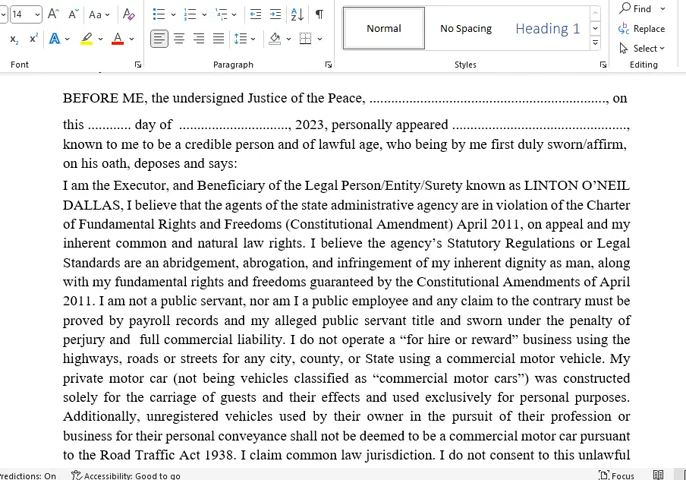 14 A A Aa Find
x₂ x² A A Replace
Normal No Spacing Heading 1
Select
Font Paragraph Styles Editing
BEFORE ME, the undersigned Justice of the Peace, ................................................................., on
this ............ day of .............................., 2023, personally appeared ................................................,
known to me to be a credible person and of lawful age, who being by me first duly sworn/affirm,
on his oath, deposes and says:
I am the Executor, and Beneficiary of the Legal Person/Entity/Surety known as LINTON O’NEIL
DALLAS, I believe that the agents of the state administrative agency are in violation of the Charter
of Fundamental Rights and Freedoms (Constitutional Amendment) April 2011, on appeal and my
inherent common and natural law rights. I believe the agency’s Statutory Regulations or Legal
Standards are an abridgement, abrogation, and infringement of my inherent dignity as man, along
with my fundamental rights and freedoms guaranteed by the Constitutional Amendments of April
2011. I am not a public servant, nor am I a public employee and any claim to the contrary must be
proved by payroll records and my alleged public servant title and sworn under the penalty of
perjury and full commercial liability. I do not operate a “for hire or reward” business using the
highways, roads or streets for any city, county, or State using a commercial motor vehicle. My
private motor car (not being vehicles classified as “commercial motor cars”) was constructed
solely for the carriage of guests and their effects and used exclusively for personal purposes.
Additionally, unregistered vehicles used by their owner in the pursuit of their profession or
business for their personal conveyance shall not be deemed to be a commercial motor car pursuant
to the Road Traffic Act 1938. I claim common law jurisdiction. I do not consent to this unlawful
redictions: On Accessibility: Good to go Focus